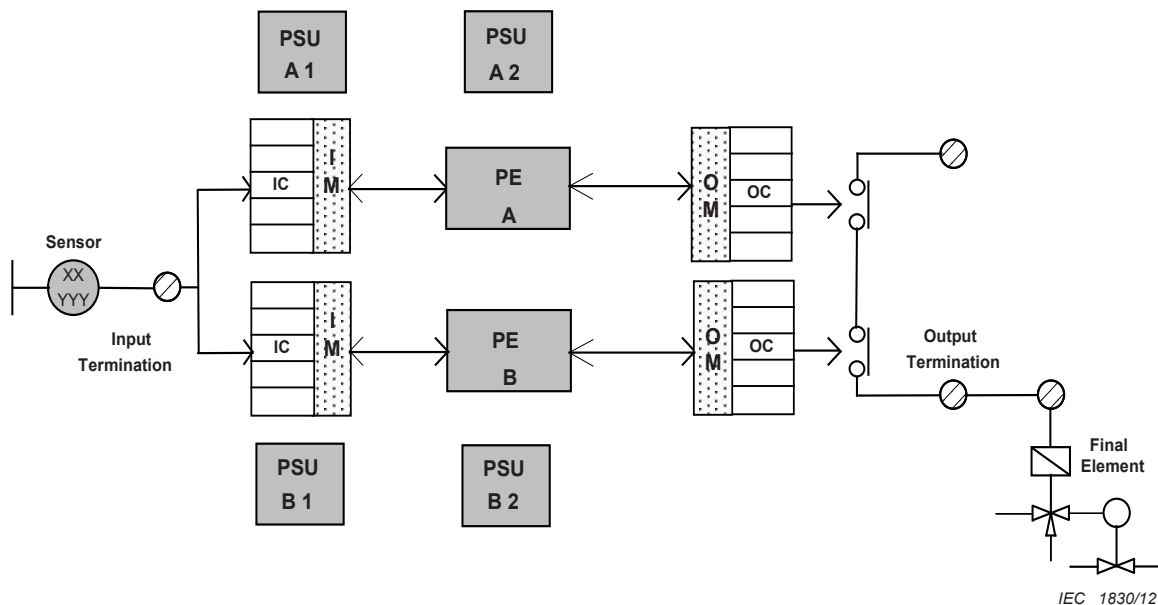 PSU
A 1
PSU
A 2
I
M
IC
PE
A
O
M
OC
Sensor
XX
YYY
Input
Termination
I
M
IC
PE
B
O
M
OC
Output
Termination
PSU
B 1
PSU
B 2
Final
Element
IEC 1830/12